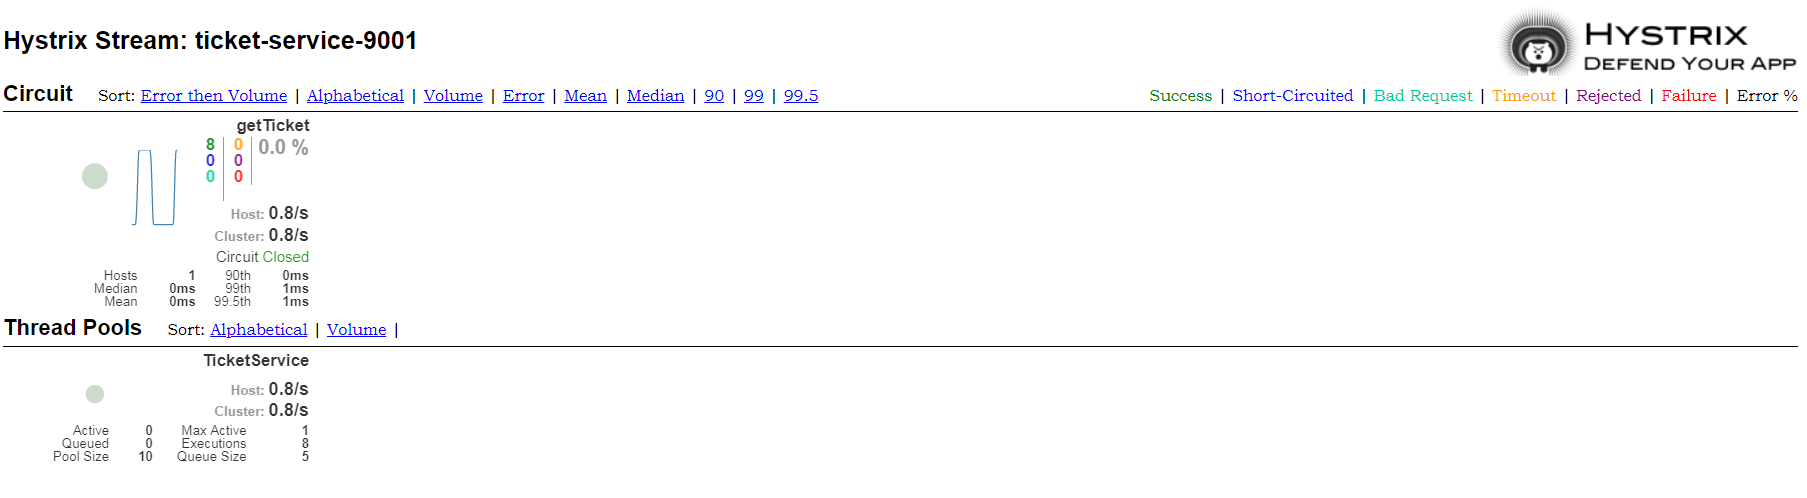 Hystrix Stream: ticket-service-9001
HYSTRIX
DEFEND YOUR APP
Circuit Sort: Error then Volume | Alphabetical | Volume | Error | Mean | Median | 90 | 99 | 99.5
Success | Short-Circuited | Bad Request | Timeout | Rejected | Failure | Error %
getTicket
8 0 0.0 %
0 0
0 0
Host: 0.8/s
Cluster: 0.8/s
Circuit Closed
Hosts 1 90th 0ms
Median 0ms 99th 1ms
Mean 0ms 99.5th 1ms
Thread Pools Sort: Alphabetical | Volume |
TicketService
Host: 0.8/s
Cluster: 0.8/s
Active 0 Max Active 1
Queued 0 Executions 8
Pool Size 10 Queue Size 5